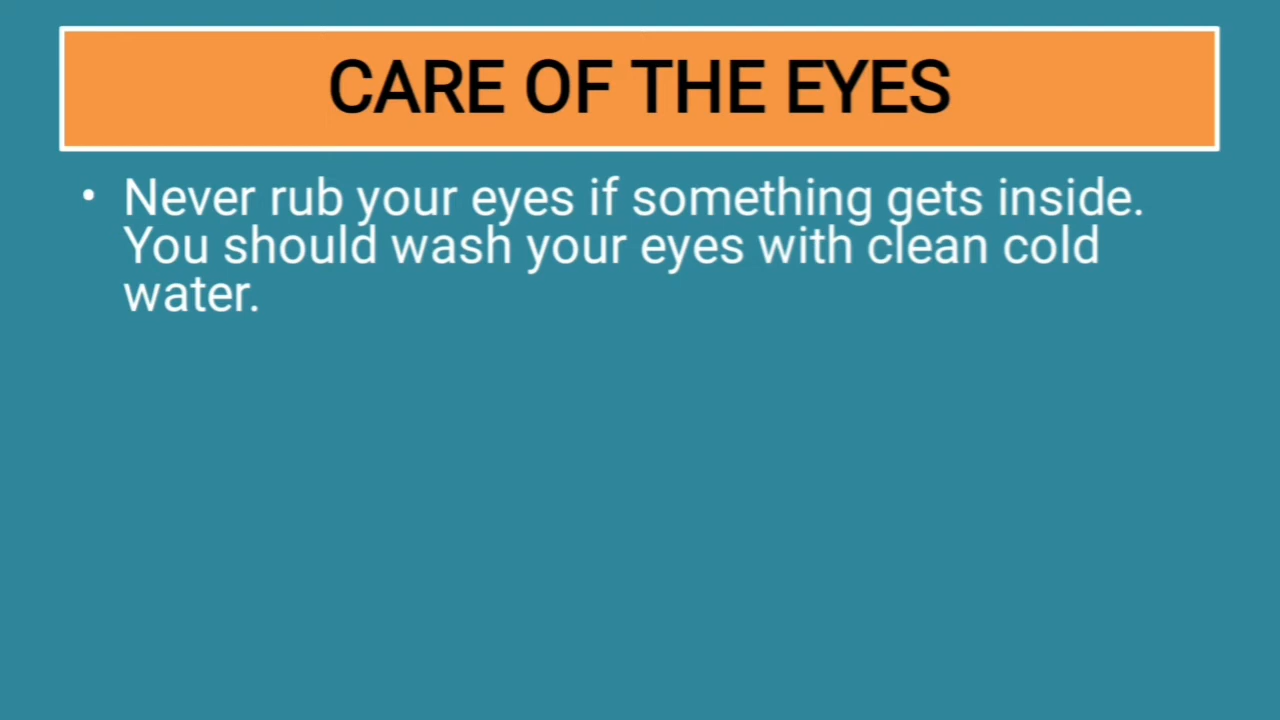 CARE OF THE EYES
• Never rub your eyes if something gets inside.
You should wash your eyes with clean cold
water.